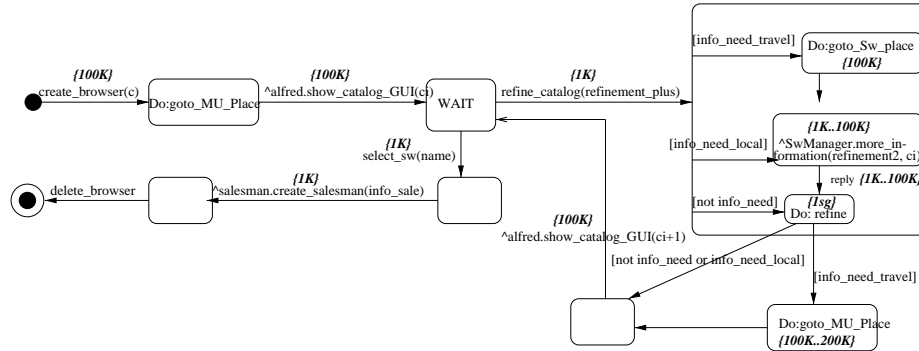 {100K}
create_browser(c)
Do:goto_MU_Place
{100K}
^alfred.show_catalog_GUI(ci)
WAIT
{1K}
refine_catalog(refinement_plus)
[info_need_travel]
Do:goto_Sw_place
{100K}
{1K..100K}
^SwManager.more_in-
formation(refinement2, ci)
[info_need_local]
reply {1K..100K}
[not info_need]
{1sg}
Do: refine
{1K}
select_sw(name)
{1K}
^salesman.create_salesman(info_sale)
delete_browser
{100K}
^alfred.show_catalog_GUI(ci+1)
[not info_need or info_need_local]
[info_need_travel]
Do:goto_MU_Place
{100K..200K}